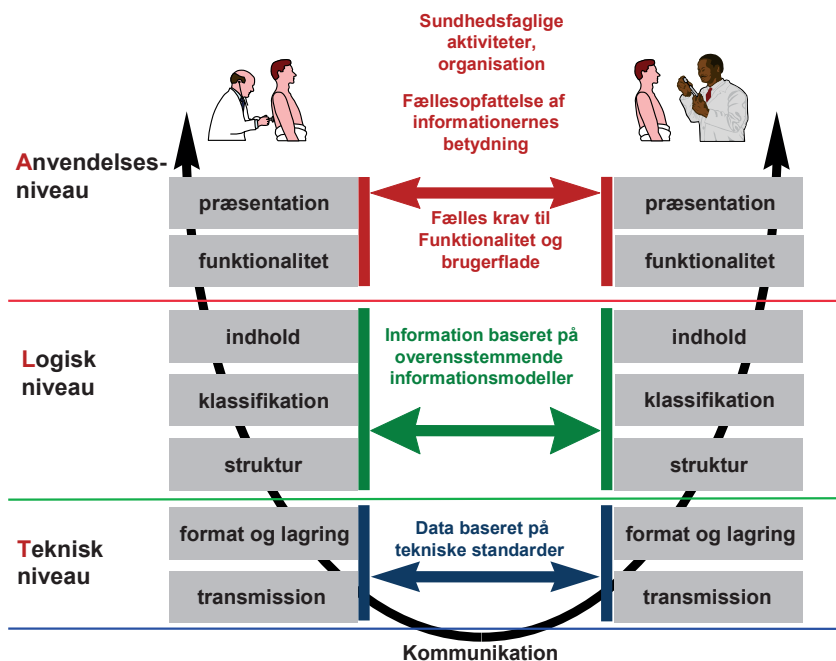 Sundhedsfaglige
aktiviteter,
organisation
Fællesopfattelse af
informationernes
betydning
Anvendelses-
niveau
præsentation
funktionalitet
Fælles krav til
Funktionalitet og
brugerflade
præsentation
funktionalitet
Logisk
niveau
indhold
klassifikation
struktur
Information baseret på
overensstemmende
informationsmodeller
indhold
klassifikation
struktur
Teknisk
niveau
format og lagring
transmission
Data baseret på
tekniske standarder
format og lagring
transmission
Kommunikation